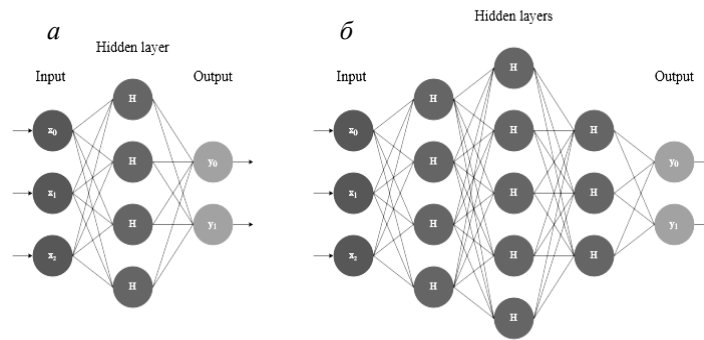 а
Hidden layer
Input
Output
x₀
x₁
x₂
H
H
H
H
y₀
y₁
б
Hidden layers
Input
Output
x₀
x₁
x₂
H
H
H
H
H
H
H
H
H
H
H
H
y₀
y₁